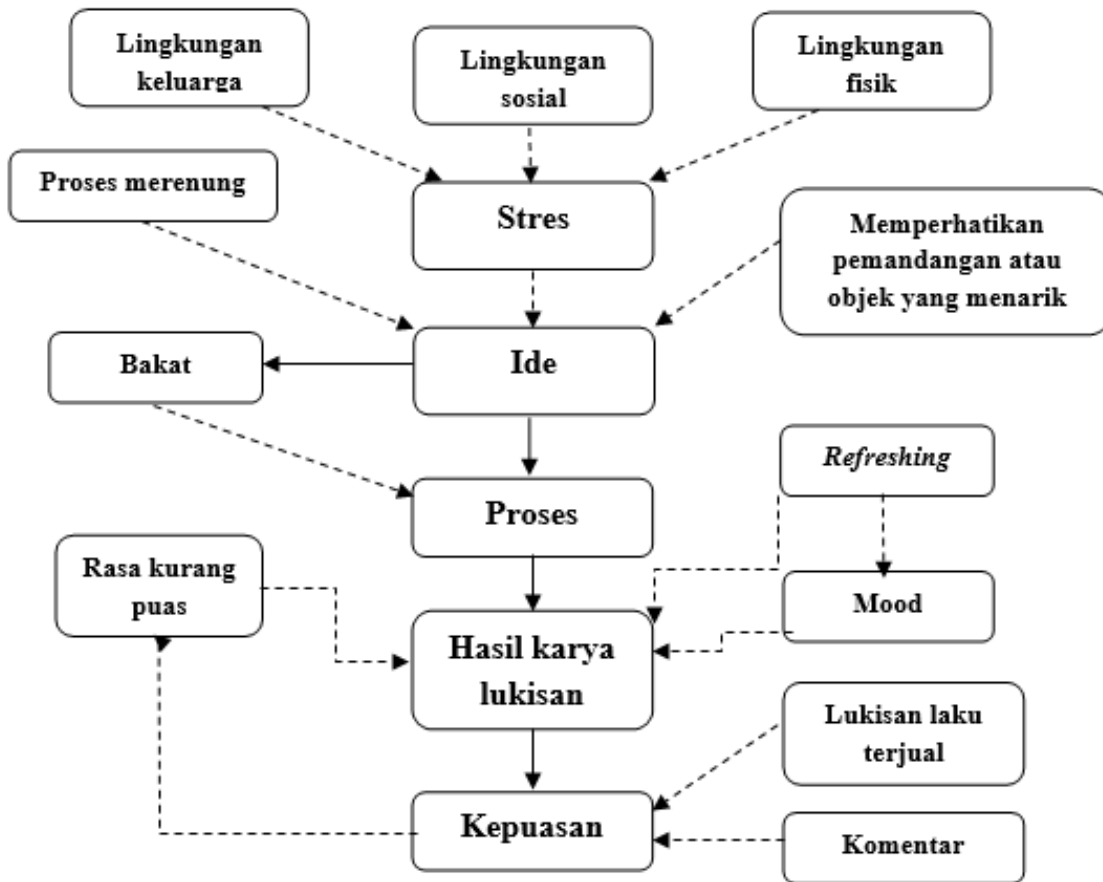 Lingkungan
keluarga
Lingkungan
sosial
Lingkungan
fisik
Proses merenung
Stres
Memperhatikan
pemandangan atau
objek yang menarik
Bakat
Ide
Refreshing
Proses
Rasa kurang
puas
Mood
Hasil karya
lukisan
Lukisan laku
terjual
Kepuasan
Komentar